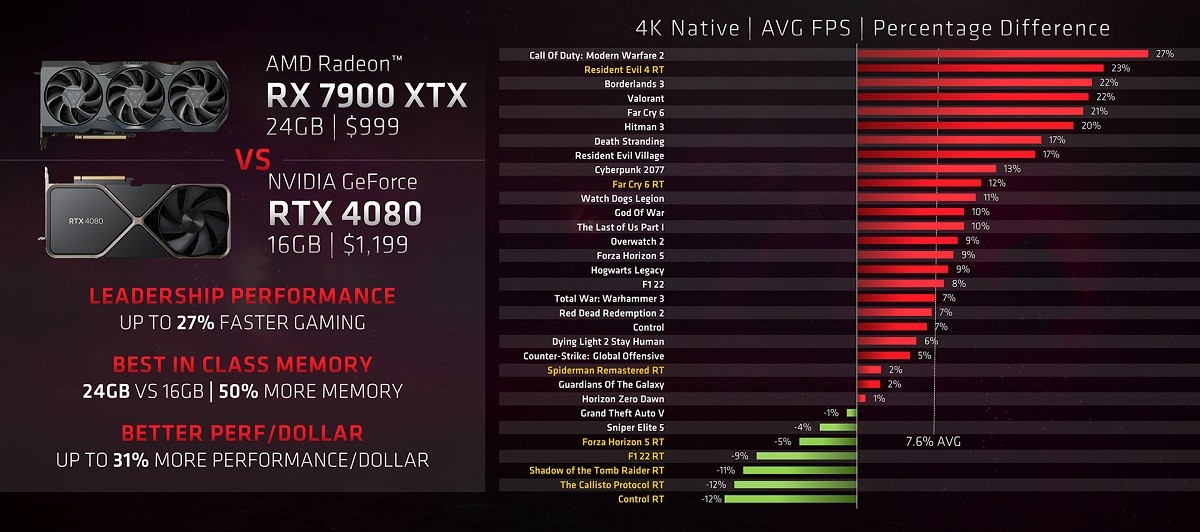 AMD Radeon™
RX 7900 XTX
24GB | $999
VS
NVIDIA GeForce
RTX 4080
16GB | $1,199
RTX 4080
LEADERSHIP PERFORMANCE
UP TO 27% FASTER GAMING
BEST IN CLASS MEMORY
24GB VS 16GB | 50% MORE MEMORY
BETTER PERF/DOLLAR
UP TO 31% MORE PERFORMANCE/DOLLAR
4K Native | AVG FPS | Percentage Difference
Call Of Duty: Modern Warfare 2 27%
Resident Evil 4 RT 23%
Borderlands 3 22%
Valorant 22%
Far Cry 6 21%
Hitman 3 20%
Death Stranding 17%
Resident Evil Village 17%
Cyberpunk 2077 13%
Far Cry 6 RT 12%
Watch Dogs Legion 11%
God Of War 10%
The Last of Us Part I 10%
Overwatch 2 9%
Forza Horizon 5 9%
Hogwarts Legacy 9%
F1 22 8%
Total War: Warhammer 3 7%
Red Dead Redemption 2 7%
Control 7%
Dying Light 2 Stay Human 6%
Counter-Strike: Global Offensive 5%
Spiderman Remastered RT 2%
Guardians Of The Galaxy 2%
Horizon Zero Dawn 1%
Grand Theft Auto V -1%
Sniper Elite 5 -4%
Forza Horizon 5 RT -5%
7.6% AVG
F1 22 RT -9%
Shadow of the Tomb Raider RT -11%
The Callisto Protocol RT -12%
Control RT -12%